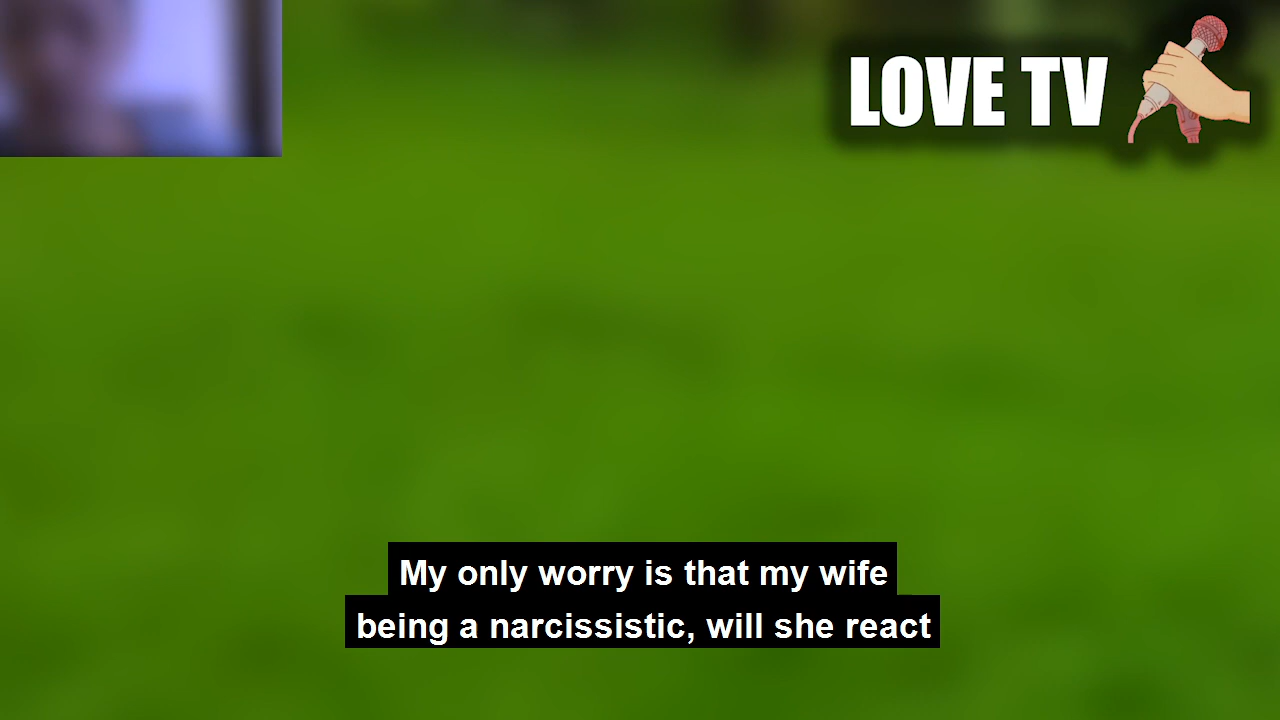 LOVE TV
My only worry is that my wife
being a narcissistic, will she react